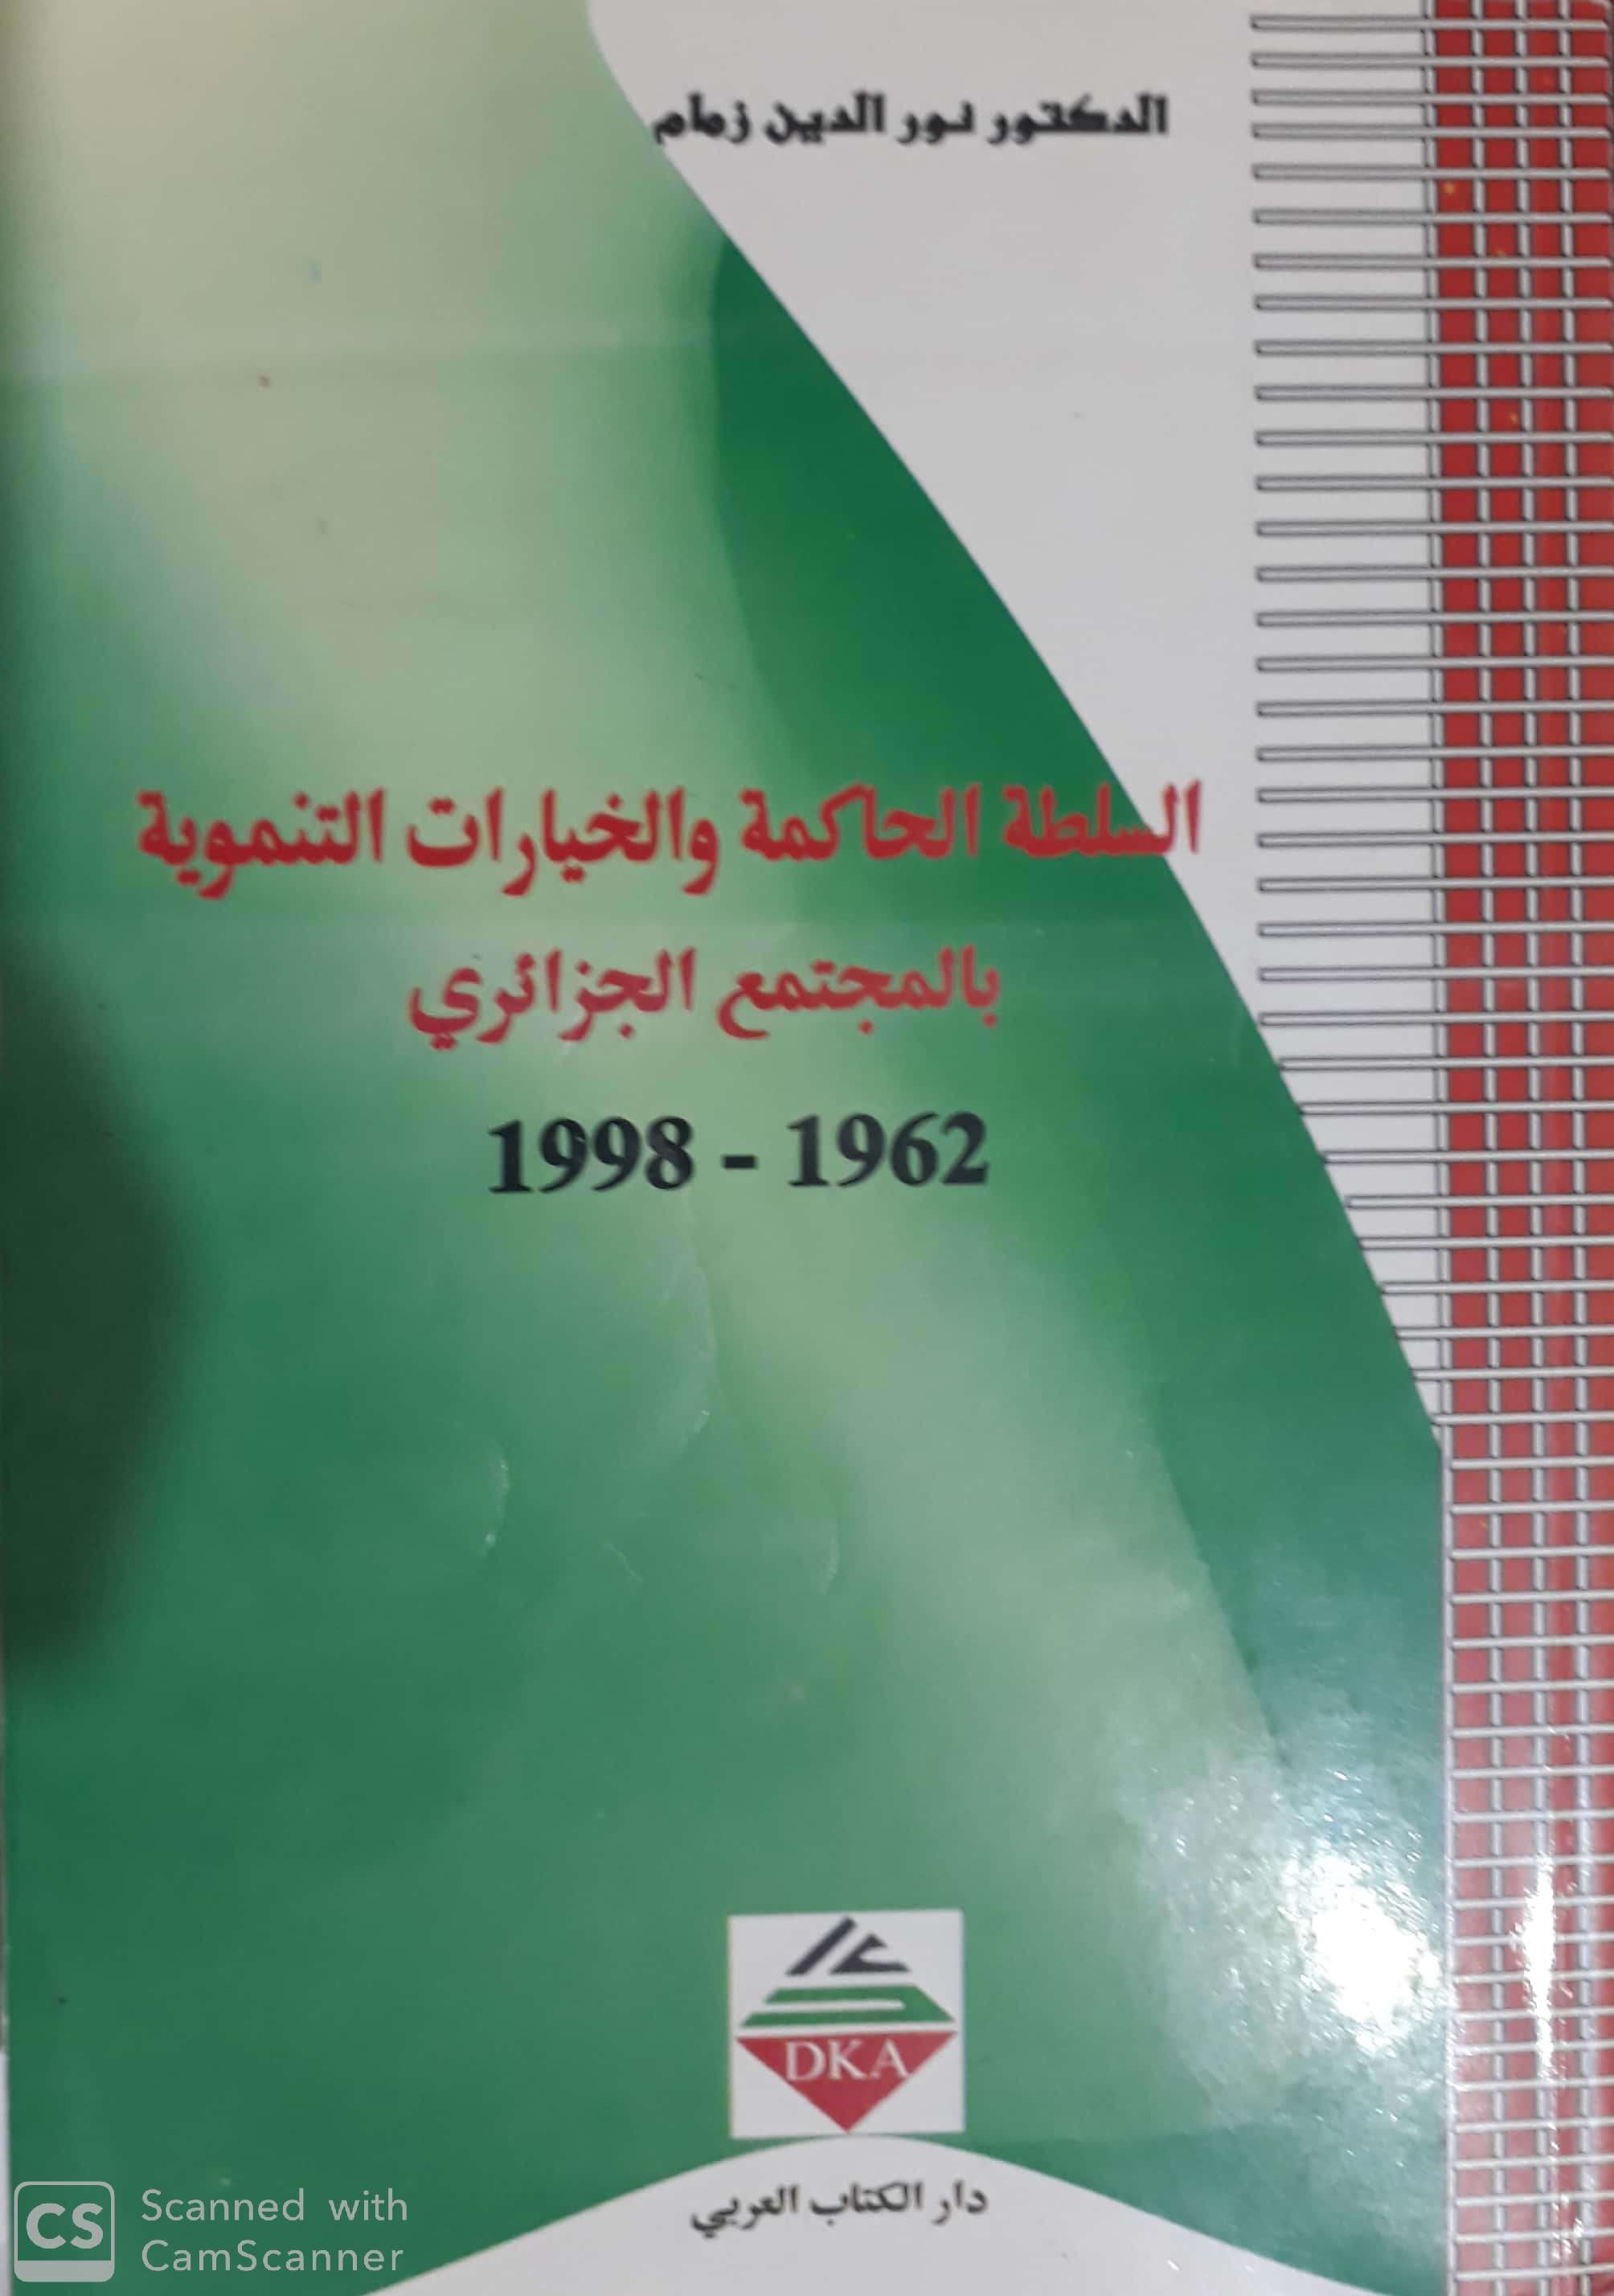 الدكتور نور الدين زمام
السلطة الحاكمة والخيارات التنموية
بالمجتمع الجزائري
1962 - 1998
DKA
دار الكتاب العربي
CS
Scanned with
CamScanner